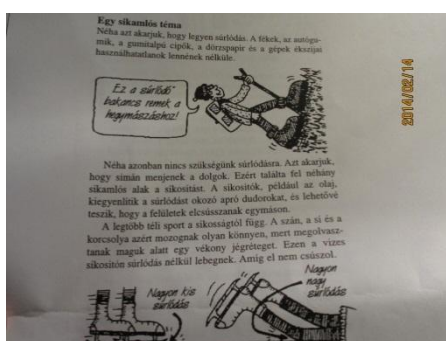 Egy síkamlós téma
Néha azt akarjuk, hogy legyen súrlódás. A fékek, az autógu-
mik, a gumitalpú cipők, a dörzspapír és a gépek ékszíjai
használhatatlanok lennének nélküle.
Ez a súrlódó
bakancs remek a
hegymászáshoz!
2014/02/14
Néha azonban nincs szükségünk súrlódásra. Azt akarjuk,
hogy simán menjenek a dolgok. Ezért találta fel néhány
síkamlós alak a síkosítást. A síkosítók, például az olaj,
kiegyenlítik a súrlódást okozó apró dudorokat, és lehetővé
teszik, hogy a felületek elcsússzanak egymáson.
A legtöbb téli sport a síkosságtól függ. A szán, a sí és a
korcsolya azért mozognak olyan könnyen, mert megolvasz-
tanak maguk alatt egy vékony jégréteget. Ezen a vizes
síkosítón súrlódás nélkül lebegnek. Amíg el nem csúszol.
Nagyon kis
súrlódás
Nagyon
nagy
súrlódás